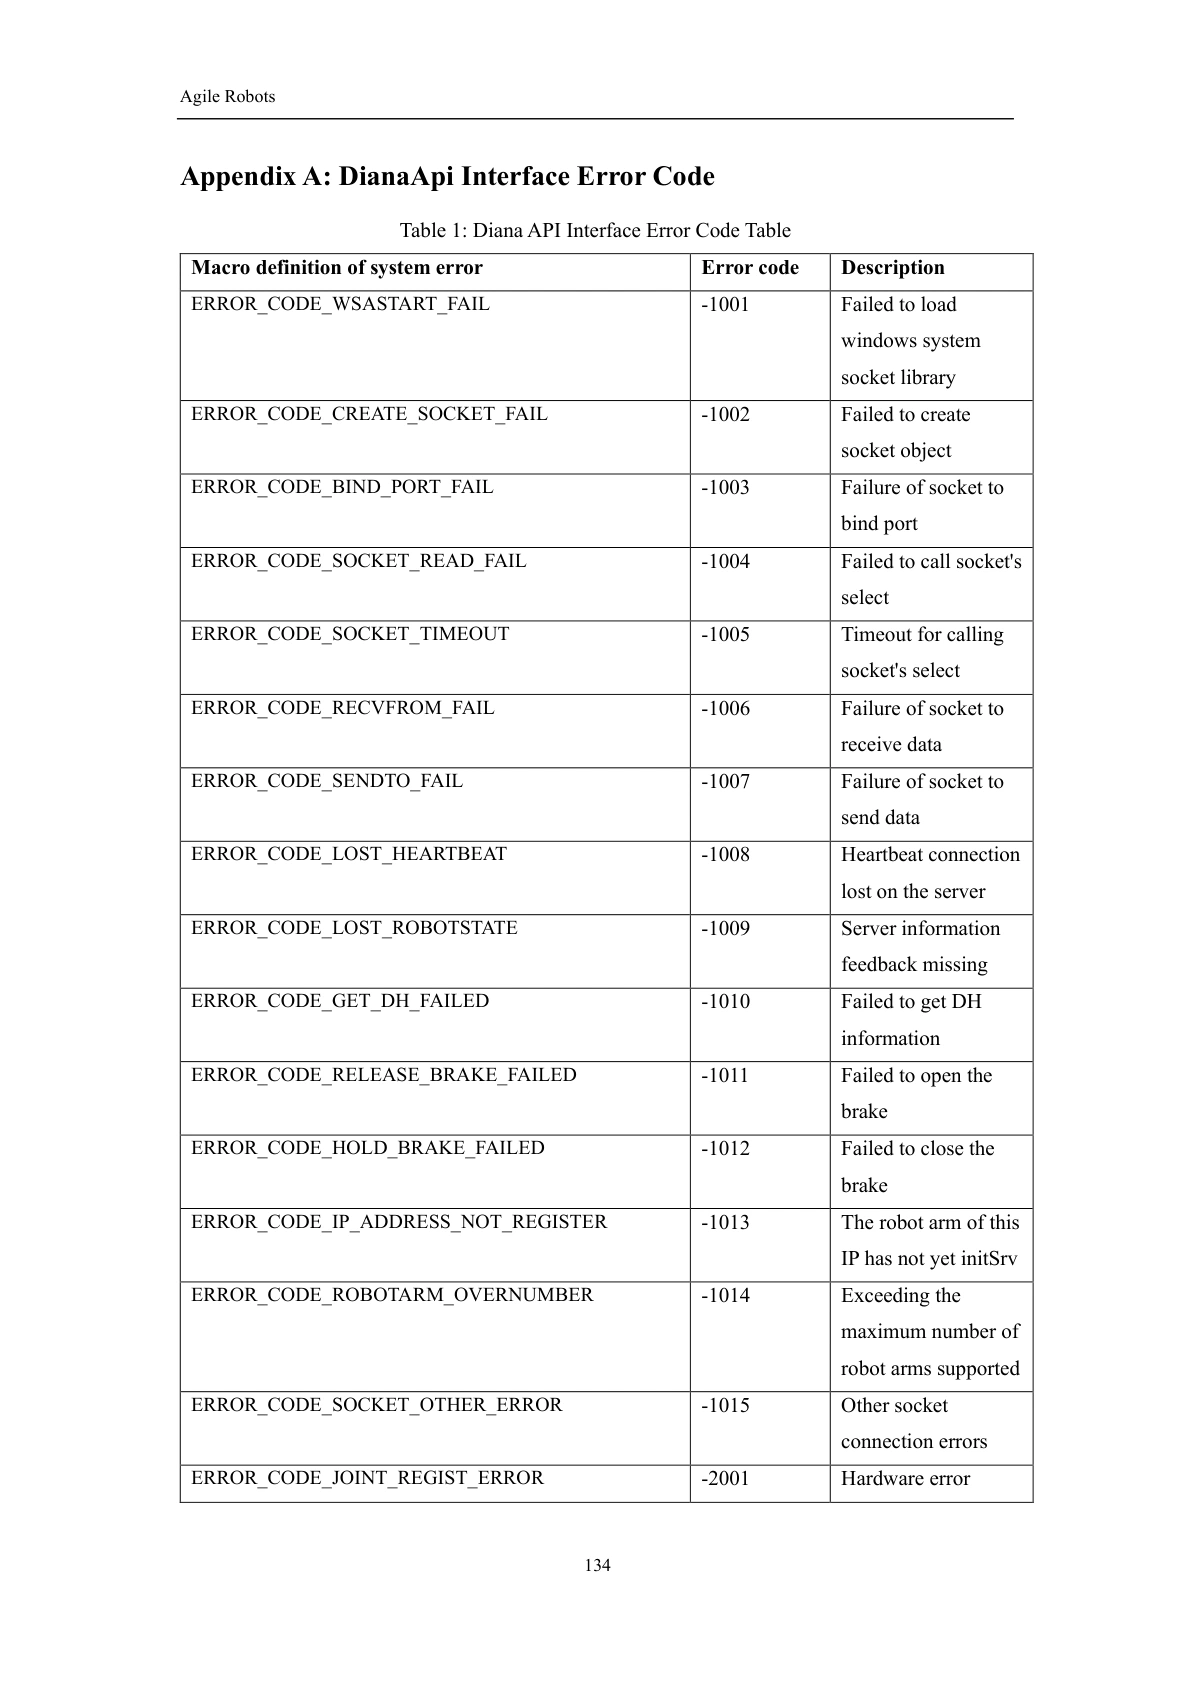 Agile Robots
Appendix A: DianaApi Interface Error Code
Table 1: Diana API Interface Error Code Table
Macro definition of system error Error code Description
ERROR_CODE_WSASTART_FAIL -1001 Failed to load
windows system
socket library
ERROR_CODE_CREATE_SOCKET_FAIL -1002 Failed to create
socket object
ERROR_CODE_BIND_PORT_FAIL -1003 Failure of socket to
bind port
ERROR_CODE_SOCKET_READ_FAIL -1004 Failed to call socket's
select
ERROR_CODE_SOCKET_TIMEOUT -1005 Timeout for calling
socket's select
ERROR_CODE_RECVFROM_FAIL -1006 Failure of socket to
receive data
ERROR_CODE_SENDTO_FAIL -1007 Failure of socket to
send data
ERROR_CODE_LOST_HEARTBEAT -1008 Heartbeat connection
lost on the server
ERROR_CODE_LOST_ROBOTSTATE -1009 Server information
feedback missing
ERROR_CODE_GET_DH_FAILED -1010 Failed to get DH
information
ERROR_CODE_RELEASE_BRAKE_FAILED -1011 Failed to open the
brake
ERROR_CODE_HOLD_BRAKE_FAILED -1012 Failed to close the
brake
ERROR_CODE_IP_ADDRESS_NOT_REGISTER -1013 The robot arm of this
IP has not yet initSrv
ERROR_CODE_ROBOTARM_OVERNUMBER -1014 Exceeding the
maximum number of
robot arms supported
ERROR_CODE_SOCKET_OTHER_ERROR -1015 Other socket
connection errors
ERROR_CODE_JOINT_REGIST_ERROR -2001 Hardware error
134